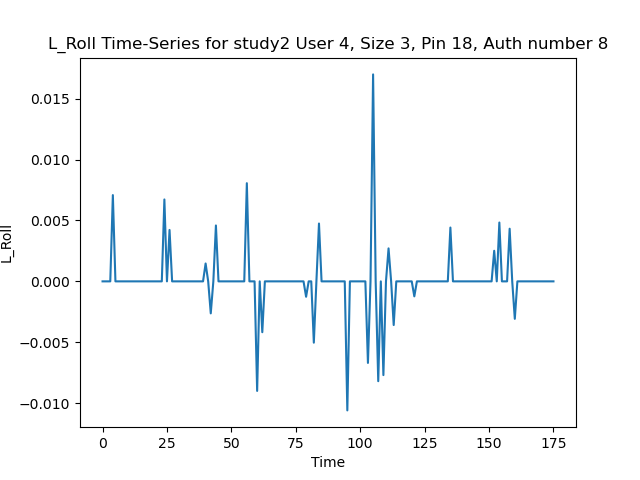 L_Roll Time-Series for study2 User 4, Size 3, Pin 18, Auth number 8
0.015
0.010
0.005
0.000
−0.005
−0.010
L_Roll
0 25 50 75 100 125 150 175
Time